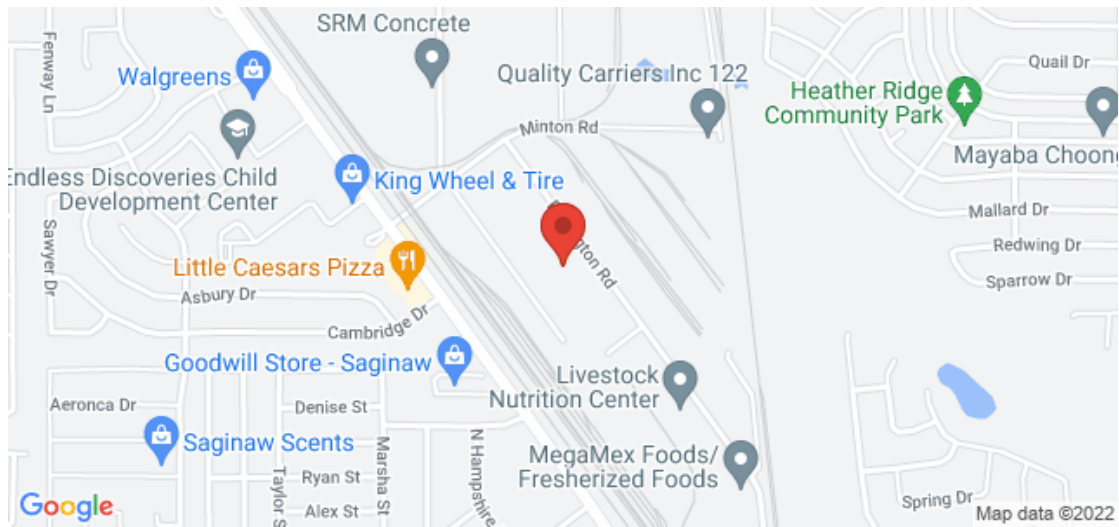 SRM Concrete
Fenway Ln
Walgreens
Quality Carriers Inc 122
Quail Dr
Heather Ridge
Community Park
Minton Rd
Mayaba Choong
Endless Discoveries Child
Development Center
King Wheel & Tire
Mallard Dr
Sawyer Dr
Redwing Dr
Little Caesars Pizza
Sparrow Dr
Asbury Dr
Cambridge Dr
Goodwill Store - Saginaw
Livestock
Nutrition Center
Aeronca Dr
Denise St
Saginaw Scents
Marsha St
N Hampshire
MegaMex Foods/
Fresherized Foods
Ryan St
Taylor S
Alex St
Spring Dr
Google
Map data ©2022